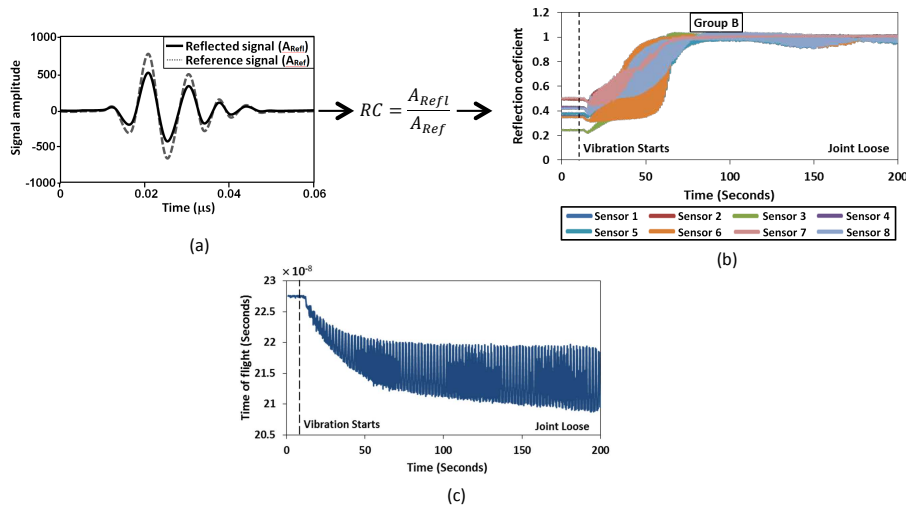 1000
500
0
-500
-1000
Signal amplitude
Reflected signal (ARefl)
Reference signal (ARef)
0
0.02
0.04
0.06
Time (μs)
(a)
RC = ARefl / ARef
1.2
1
0.8
0.6
0.4
0.2
0
Reflection coeficient
Group B
Vibration Starts
Joint Loose
0
50
100
150
200
Time (Seconds)
Sensor 1
Sensor 2
Sensor 3
Sensor 4
Sensor 5
Sensor 6
Sensor 7
Sensor 8
(b)
× 10-8
23
22.5
22
21.5
21
20.5
Time of flight (Seconds)
Vibration Starts
Joint Loose
0
50
100
150
200
Time (Seconds)
(c)